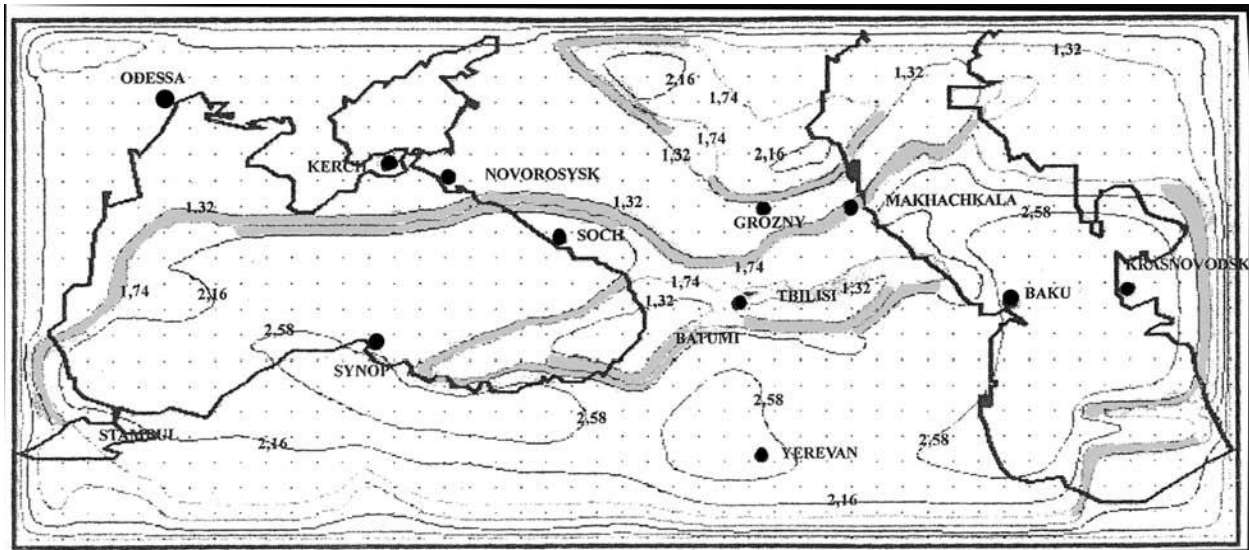 1,32
1,32
2,16
ODESSA
1,74
1,74
2,16
1,32
KERCH
NOVOROSYSK
1,32
1,32
MAKHACHKALA
GROZNY
2,58
SOCH
1,74
KRASNOVODSK
1,74
2,16
1,74
1,32
TBILISI
1,32
BAKU
2,58
BATUMI
SYNOP
2,58
2,58
STAMBUL
2,16
2,58
YEREVAN
2,16